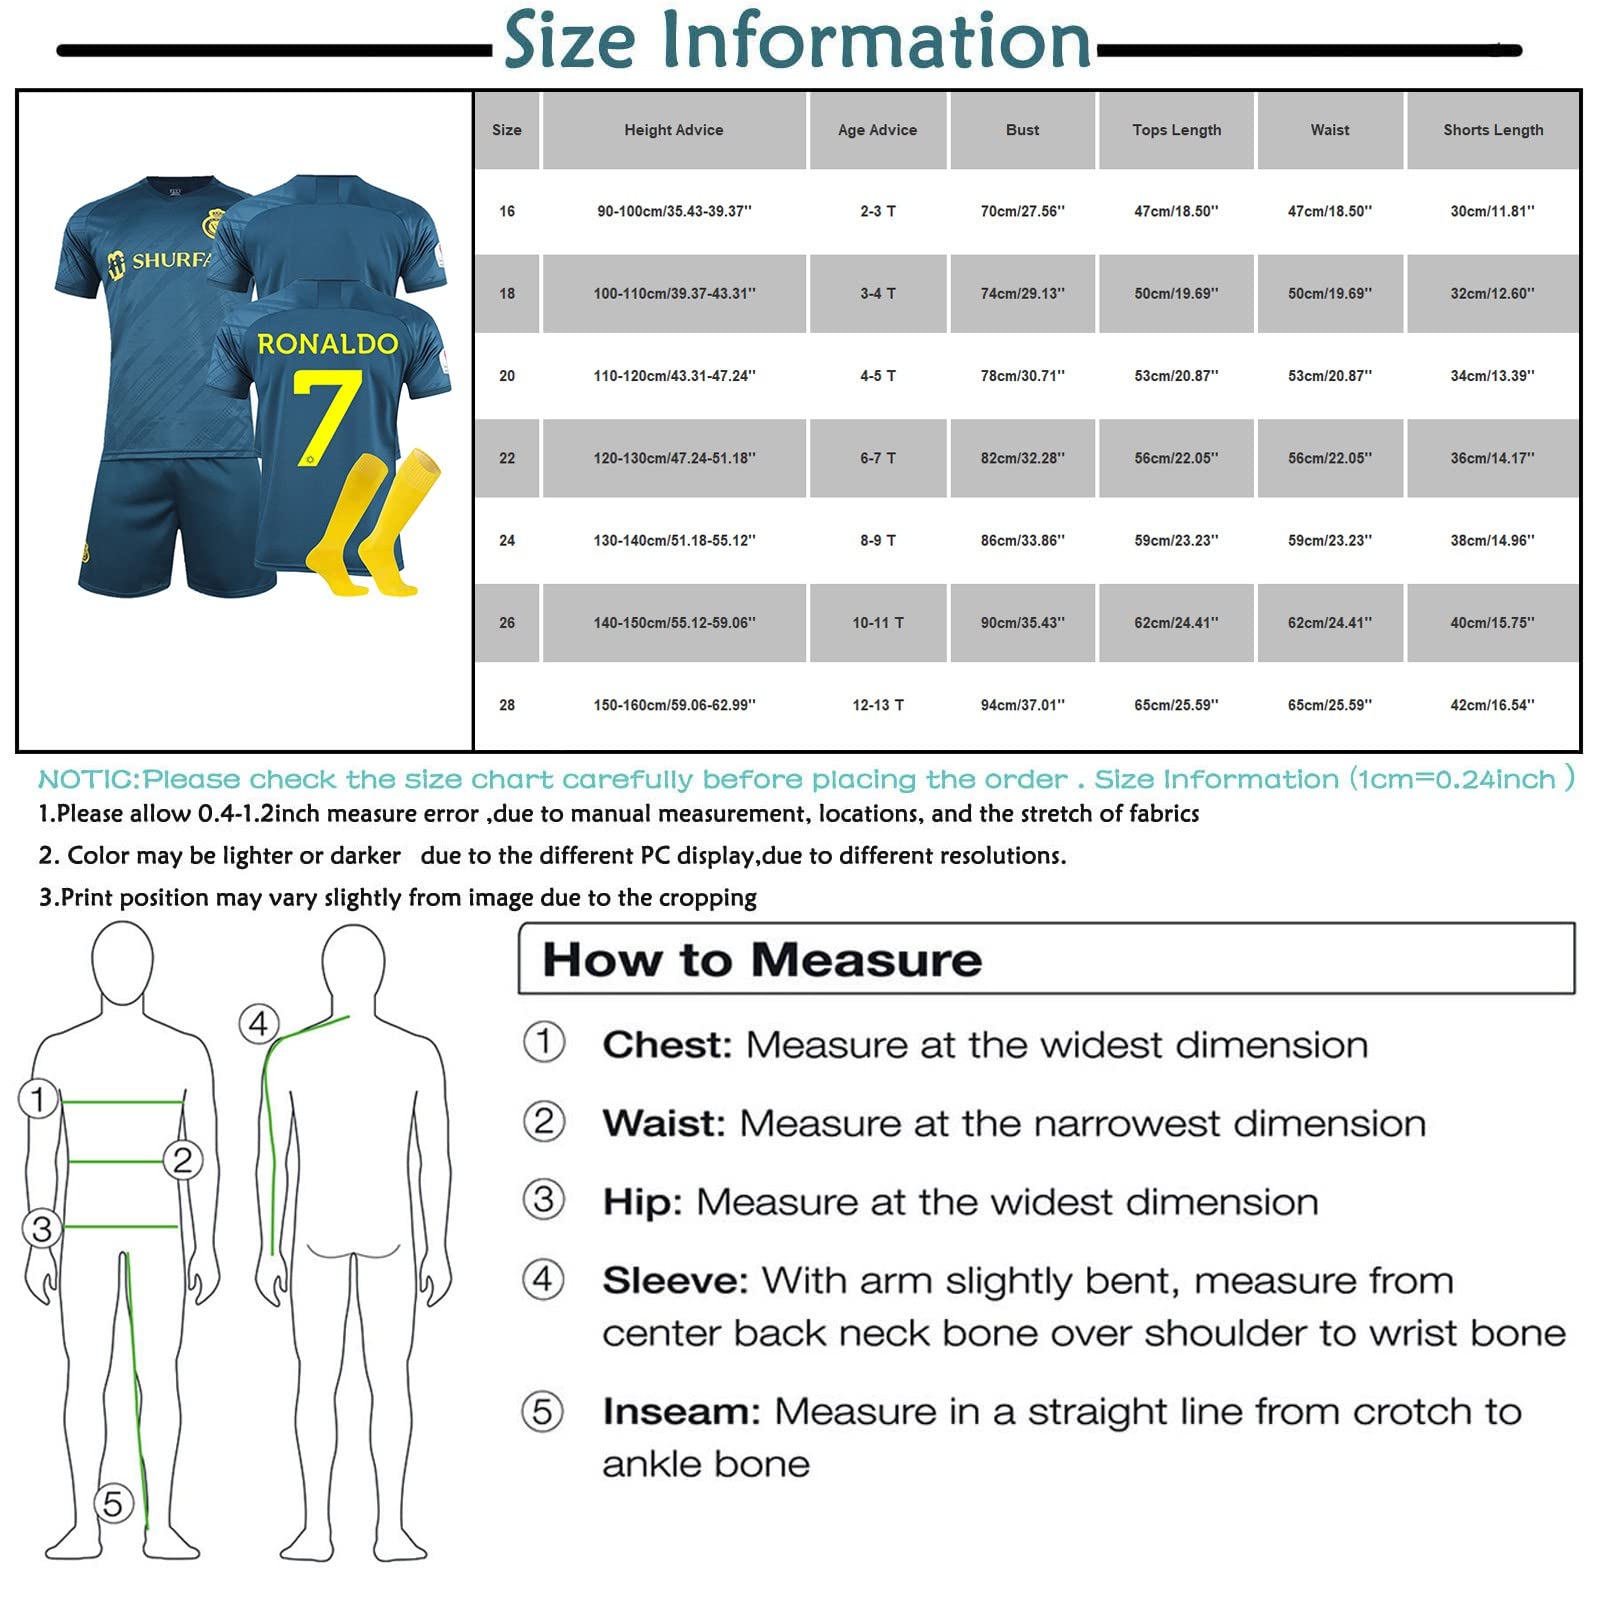 Size Information
SHURFA
RONALDO
7
Size Height Advice Age Advice Bust Tops Length Waist Shorts Length
16 90-100cm/35.43-39.37'' 2-3 T 70cm/27.56'' 47cm/18.50'' 47cm/18.50'' 30cm/11.81''
18 100-110cm/39.37-43.31'' 3-4 T 74cm/29.13'' 50cm/19.69'' 50cm/19.69'' 32cm/12.60''
20 110-120cm/43.31-47.24'' 4-5 T 78cm/30.71'' 53cm/20.87'' 53cm/20.87'' 34cm/13.39''
22 120-130cm/47.24-51.18'' 6-7 T 82cm/32.28'' 56cm/22.05'' 56cm/22.05'' 36cm/14.17''
24 130-140cm/51.18-55.12'' 8-9 T 86cm/33.86'' 59cm/23.23'' 59cm/23.23'' 38cm/14.96''
26 140-150cm/55.12-59.06'' 10-11 T 90cm/35.43'' 62cm/24.41'' 62cm/24.41'' 40cm/15.75''
28 150-160cm/59.06-62.99'' 12-13 T 94cm/37.01'' 65cm/25.59'' 65cm/25.59'' 42cm/16.54''
NOTIC:Please check the size chart carefully before placing the order . Size Information (1cm=0.24inch )
1.Please allow 0.4-1.2inch measure error ,due to manual measurement, locations, and the stretch of fabrics
2. Color may be lighter or darker due to the different PC display,due to different resolutions.
3.Print position may vary slightly from image due to the cropping
1
2
3
4
5
How to Measure
1 Chest: Measure at the widest dimension
2 Waist: Measure at the narrowest dimension
3 Hip: Measure at the widest dimension
4 Sleeve: With arm slightly bent, measure from
center back neck bone over shoulder to wrist bone
5 Inseam: Measure in a straight line from crotch to
ankle bone